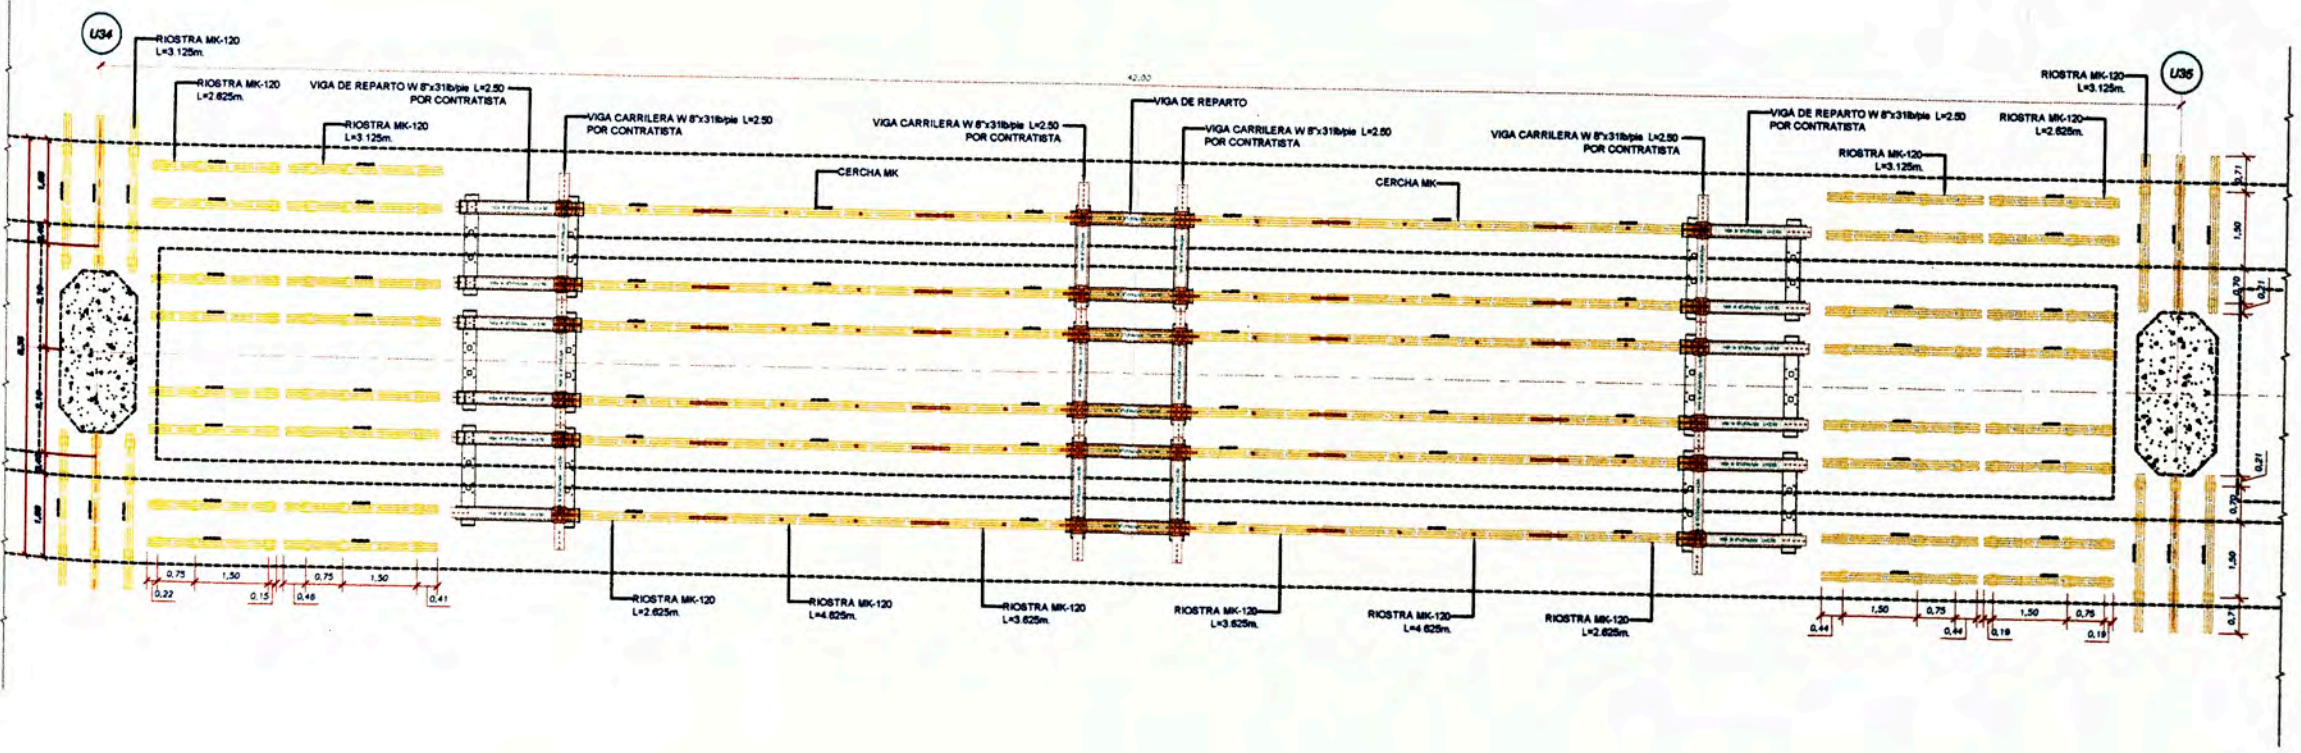 U34
RIOSTRA MK-120
L=3.125m.
RIOSTRA MK-120
L=2.625m.
VIGA DE REPARTO W 8"x31lb/pie L=2.50
POR CONTRATISTA
RIOSTRA MK-120
L=3.125m.
VIGA CARRILERA W 8"x31lb/pie L=2.50
POR CONTRATISTA
CERCHA MK
VIGA CARRILERA W 8"x31lb/pie L=2.50
POR CONTRATISTA
42,00
VIGA DE REPARTO
VIGA CARRILERA W 8"x31lb/pie L=2.50
POR CONTRATISTA
CERCHA MK
VIGA CARRILERA W 8"x31lb/pie L=2.50
POR CONTRATISTA
VIGA DE REPARTO W 8"x31lb/pie L=2.50
POR CONTRATISTA
RIOSTRA MK-120
L=3.125m.
RIOSTRA MK-120
L=2.625m.
RIOSTRA MK-120
L=3.125m.
U35
0,71
1,50
0,70
0,21
0,21
0,70
1,50
0,71
0,75
1,50
0,75
1,50
0,22
0,15
0,46
0,41
RIOSTRA MK-120
L=2.625m.
RIOSTRA MK-120
L=4.625m.
RIOSTRA MK-120
L=3.625m.
RIOSTRA MK-120
L=3.625m.
RIOSTRA MK-120
L=4.625m.
RIOSTRA MK-120
L=2.625m.
1,50
0,75
1,50
0,75
0,44
0,44
0,19
0,19